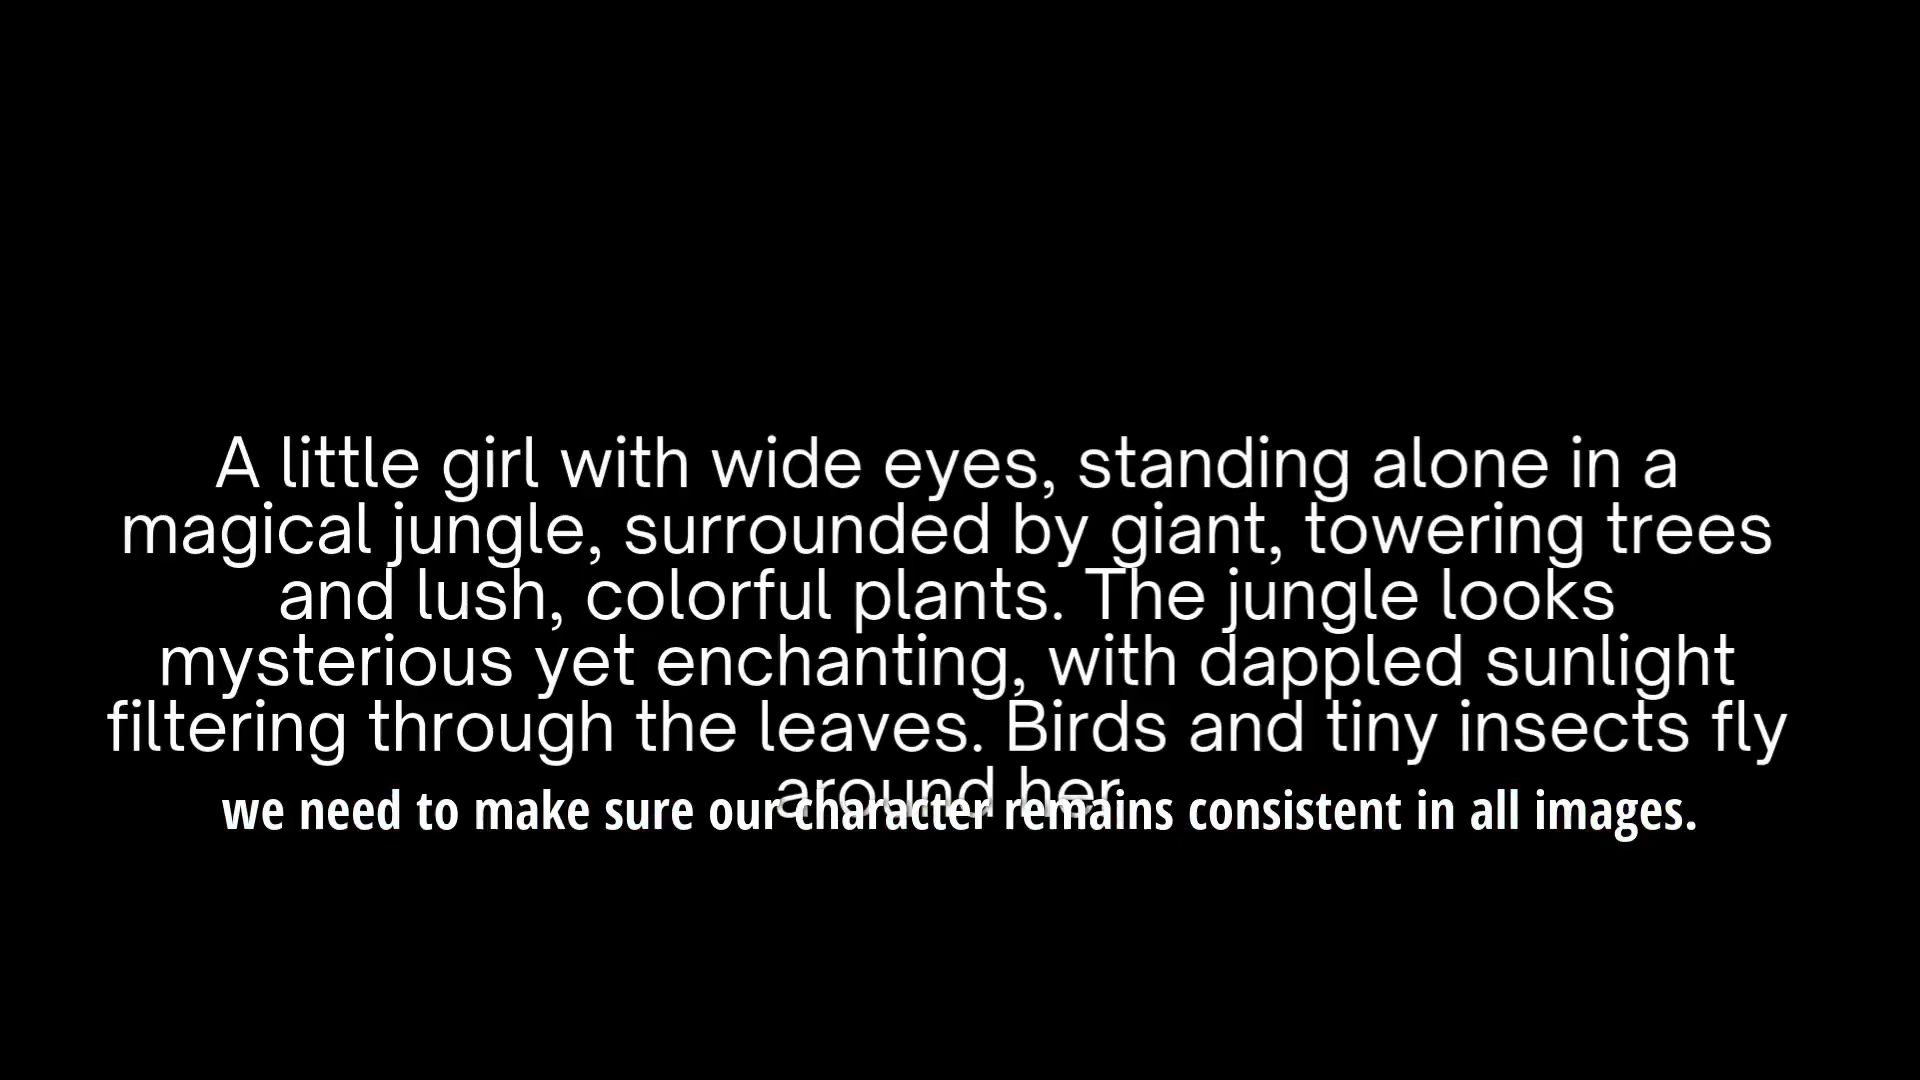 A little girl with wide eyes, standing alone in a
magical jungle, surrounded by giant, towering trees
and lush, colorful plants. The jungle looks
mysterious yet enchanting, with dappled sunlight
filtering through the leaves. Birds and tiny insects fly
around her
we need to make sure our character remains consistent in all images.